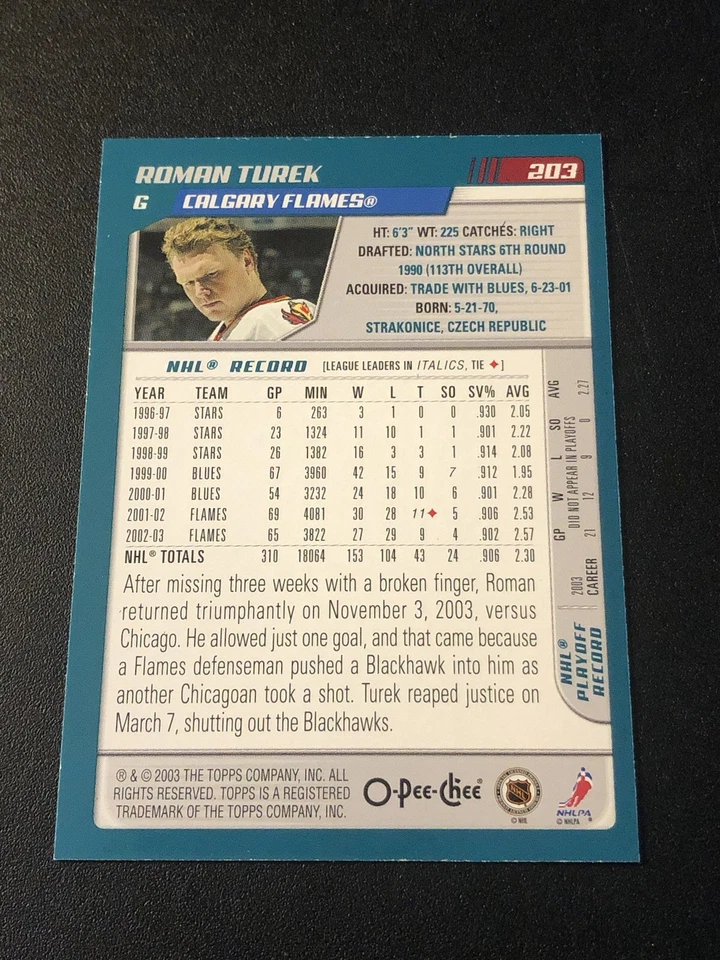 ROMAN TUREK
203
G CALGARY FLAMES®
HT: 6'3" WT: 225 CATCHES: RIGHT
DRAFTED: NORTH STARS 6TH ROUND
1990 (113TH OVERALL)
ACQUIRED: TRADE WITH BLUES, 6-23-01
BORN: 5-21-70,
STRAKONICE, CZECH REPUBLIC
NHL® RECORD [LEAGUE LEADERS IN ITALICS, TIE ✦]
YEAR TEAM GP MIN W L T SO SV% AVG
1996-97 STARS 6 263 3 1 0 0 .930 2.05
1997-98 STARS 23 1324 11 10 1 1 .901 2.22
1998-99 STARS 26 1382 16 3 3 1 .914 2.08
1999-00 BLUES 67 3960 42 15 9 7 .912 1.95
2000-01 BLUES 54 3232 24 18 10 6 .901 2.28
2001-02 FLAMES 69 4081 30 28 11✦ 5 .906 2.53
2002-03 FLAMES 65 3822 27 29 9 4 .902 2.57
NHL® TOTALS 310 18064 153 104 43 24 .906 2.30
NHL®
PLAYOFF
RECORD
GP W L SO AVG
2003 DID NOT APPEAR IN PLAYOFFS
CAREER 21 12 9 0 2.27
After missing three weeks with a broken finger, Roman
returned triumphantly on November 3, 2003, versus
Chicago. He allowed just one goal, and that came because
a Flames defenseman pushed a Blackhawk into him as
another Chicagoan took a shot. Turek reaped justice on
March 7, shutting out the Blackhawks.
® & © 2003 THE TOPPS COMPANY, INC. ALL
RIGHTS RESERVED. TOPPS IS A REGISTERED
TRADEMARK OF THE TOPPS COMPANY, INC.
O-Pee-Chee®
NHL
© NHL
NHLPA
© NHLPA ®